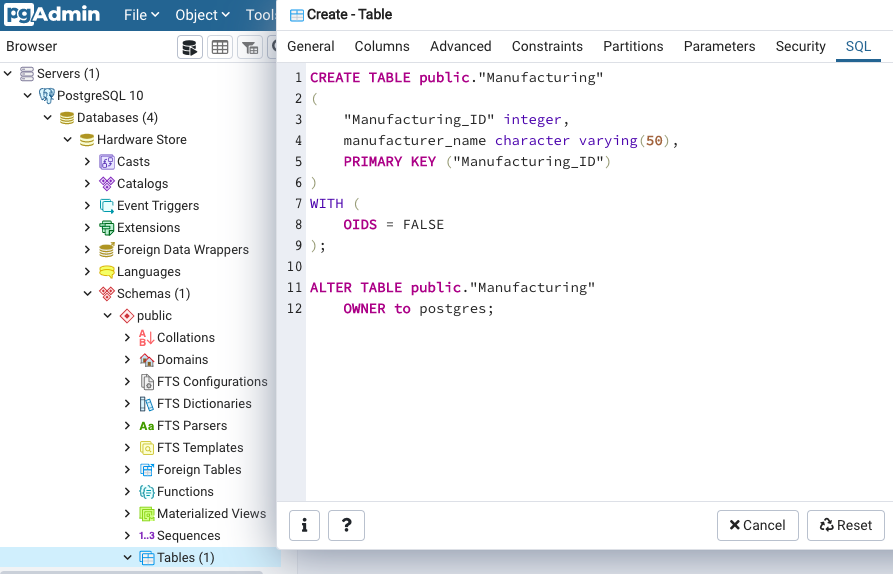 pgAdmin File Object Tools
Browser
Servers (1)
PostgreSQL 10
Databases (4)
Hardware Store
Casts
Catalogs
Event Triggers
Extensions
Foreign Data Wrappers
Languages
Schemas (1)
public
Collations
Domains
FTS Configurations
FTS Dictionaries
Aa FTS Parsers
FTS Templates
Foreign Tables
Functions
Materialized Views
1..3 Sequences
Tables (1)
Create - Table
General Columns Advanced Constraints Partitions Parameters Security SQL
1 CREATE TABLE public."Manufacturing"
2 (
3 "Manufacturing_ID" integer,
4 manufacturer_name character varying(50),
5 PRIMARY KEY ("Manufacturing_ID")
6 )
7 WITH (
8 OIDS = FALSE
9 );
10
11 ALTER TABLE public."Manufacturing"
12 OWNER to postgres;
i ? Cancel Reset